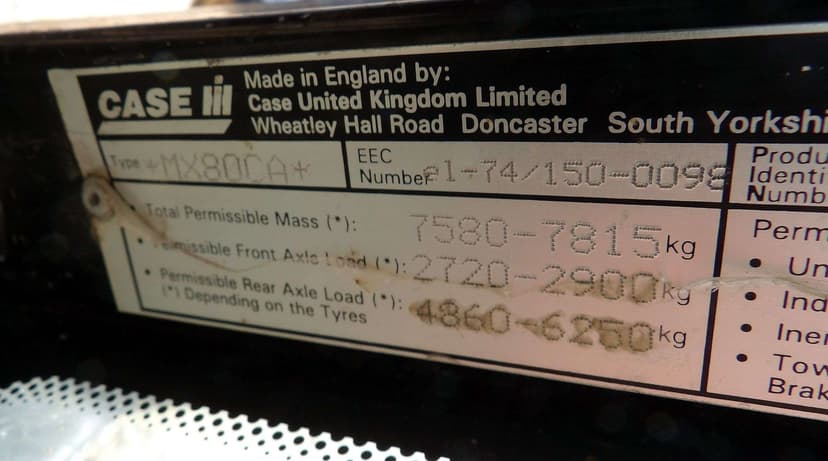 CASE IH
Made in England by:
Case United Kingdom Limited
Wheatley Hall Road Doncaster South Yorkshi
Type *MX80CA*
EEC
Number e1-74/150-0098
Produ
Identi
Numb
• Total Permissible Mass (*): 7580-7815 kg
• Permissible Front Axle Load (*): 2720-2900 kg
• Permissible Rear Axle Load (*): 4860-6250 kg
(*) Depending on the Tyres
Perm
• Un
• Ind
• Iner
• Tow
Brak